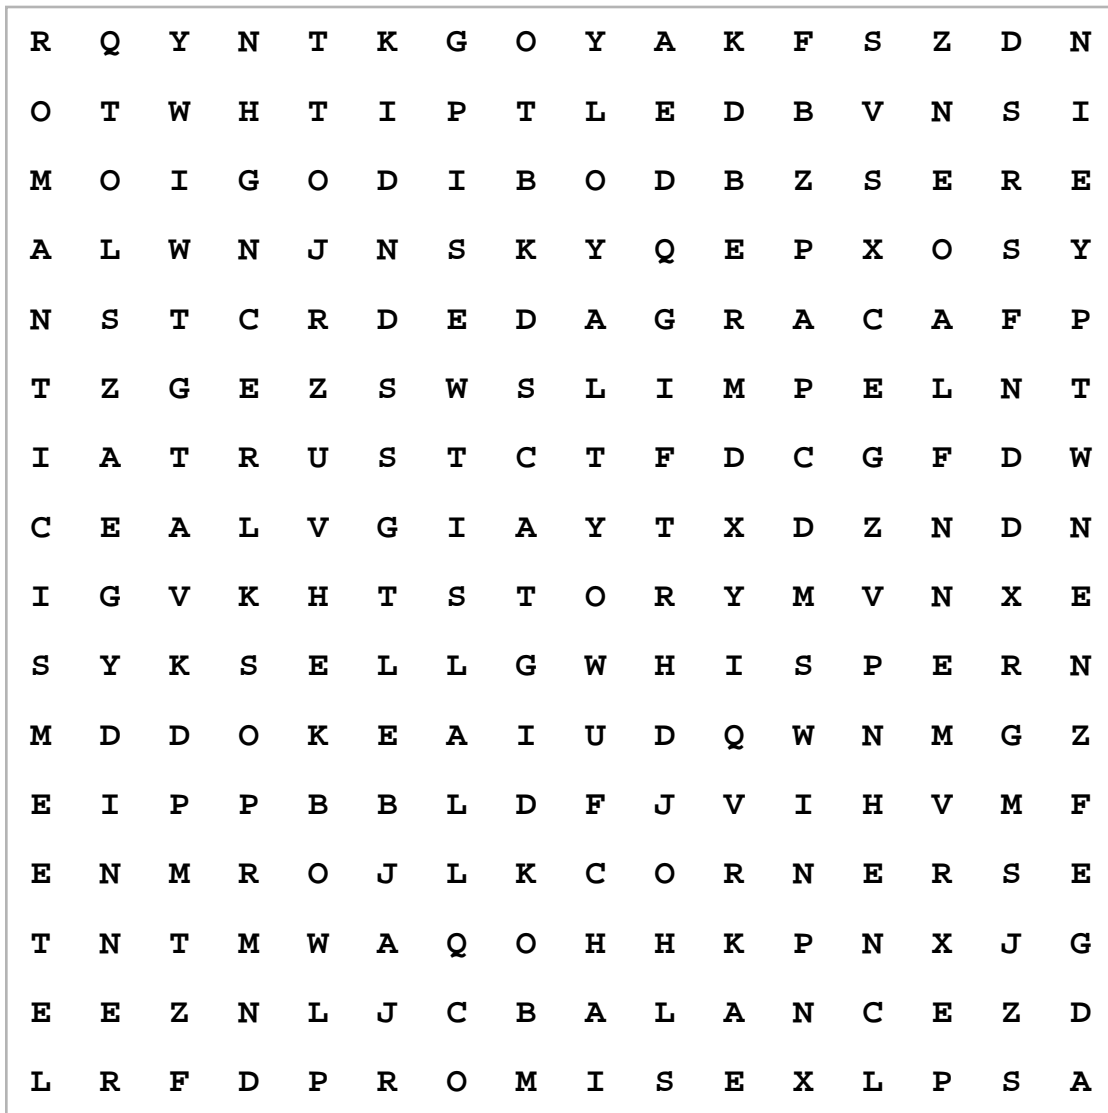 R Q Y N T K G O Y A K F S Z D N
O T W H T I P T L E D B V N S I
M O I G O D I B O D B Z S E R E
A L W N J N S K Y Q E P X O S Y
N S T C R D E D A G R A C A F P
T Z G E Z S W S L I M P E L N T
I A T R U S T C T F D C G F D W
C E A L V G I A Y T X D Z N D N
I G V K H T S T O R Y M V N X E
S Y K S E L L G W H I S P E R N
M D D O K E A I U D Q W N M G Z
E I P P B B L D F J V I H V M F
E N M R O J L K C O R N E R S E
T N T M W A Q O H H K P N X J G
E E Z N L J C B A L A N C E Z D
L R F D P R O M I S E X L P S A